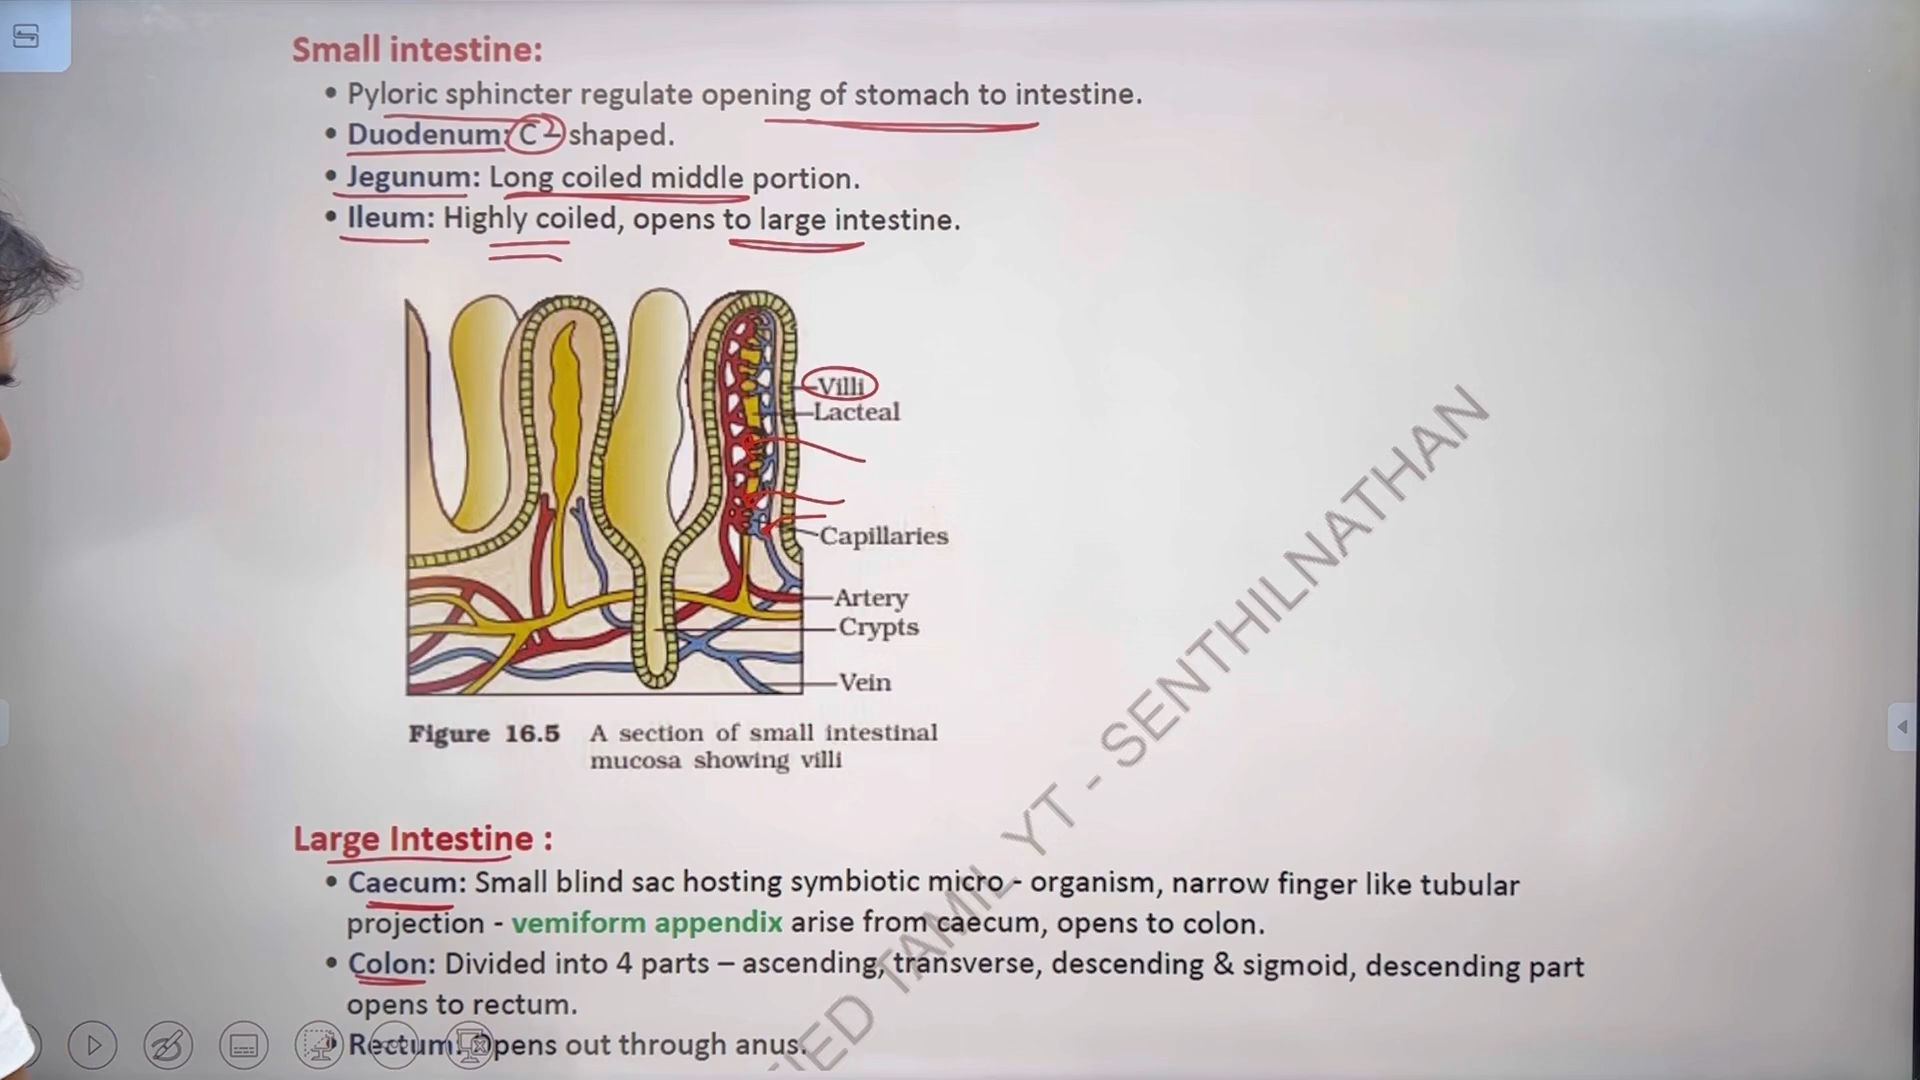 Small intestine:
• Pyloric sphincter regulate opening of stomach to intestine.
• Duodenum: C - shaped.
• Jegunum: Long coiled middle portion.
• Ileum: Highly coiled, opens to large intestine.
Villi
Lacteal
Capillaries
Artery
Crypts
Vein
Figure 16.5 A section of small intestinal
mucosa showing villi
Large Intestine :
• Caecum: Small blind sac hosting symbiotic micro - organism, narrow finger like tubular
projection - vemiform appendix arise from caecum, opens to colon.
• Colon: Divided into 4 parts – ascending, transverse, descending & sigmoid, descending part
opens to rectum.
Rectum: Opens out through anus.
TAMIL YT - SENTHILNATHAN